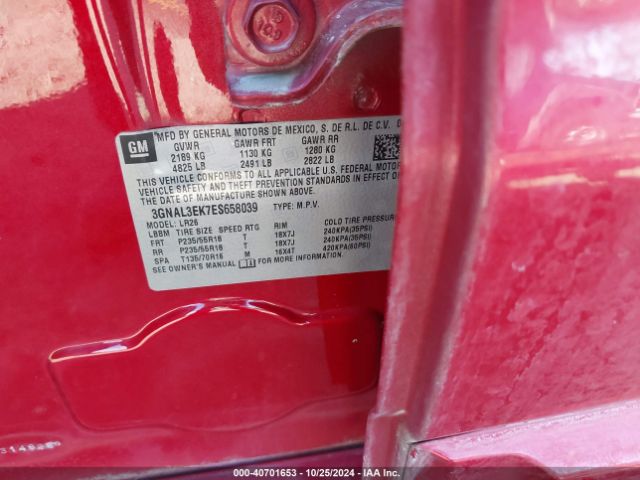 GM
MFD BY GENERAL MOTORS DE MEXICO, S. DE R.L. DE C.V.
GVWR GAWR FRT GAWR RR
2189 KG 1130 KG 1280 KG
4825 LB 2491 LB 2822 LB
THIS VEHICLE CONFORMS TO ALL APPLICABLE U.S. FEDERAL MOTOR
VEHICLE SAFETY AND THEFT PREVENTION STANDARDS IN EFFECT
THE DATE OF MANUFACTURE SHOWN ABOVE.
3GNAL3EK7ES658039 TYPE: M.P.V.
MODEL: LR26
LBBM TIRE SIZE SPEED RTG RIM COLD TIRE PRESSURE
FRT P235/55R18 T 18X7J 240KPA(35PSI)
RR P235/55R18 T 18X7J 240KPA(35PSI)
SPA T135/70R16 M 16X4T 420KPA(60PSI)
SEE OWNER'S MANUAL FOR MORE INFORMATION.
© - 40701653 - 10/25/2024 - IAA Inc.